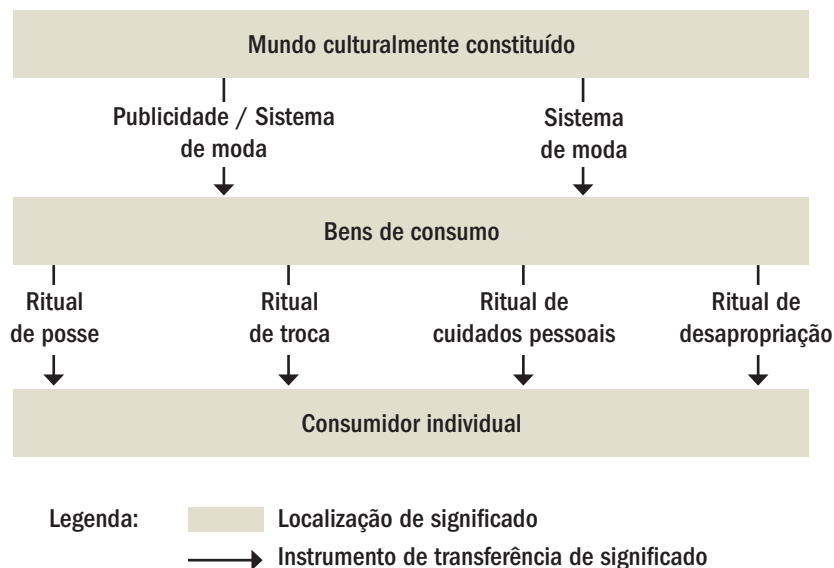 Mundo culturalmente constituído
Publicidade / Sistema
de moda
Sistema
de moda
Bens de consumo
Ritual
de posse
Ritual
de troca
Ritual de
cuidados pessoais
Ritual de
desapropriação
Consumidor individual
Legenda:
Localização de significado
Instrumento de transferência de significado